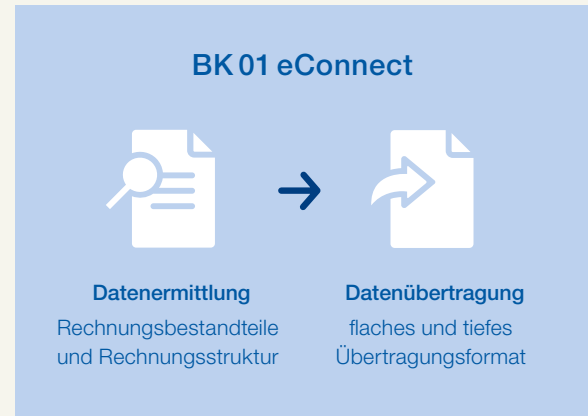 BK 01 eConnect
Datenermittlung
Rechnungsbestandteile
und Rechnungsstruktur
Datenübertragung
flaches und tiefes
Übertragungsformat